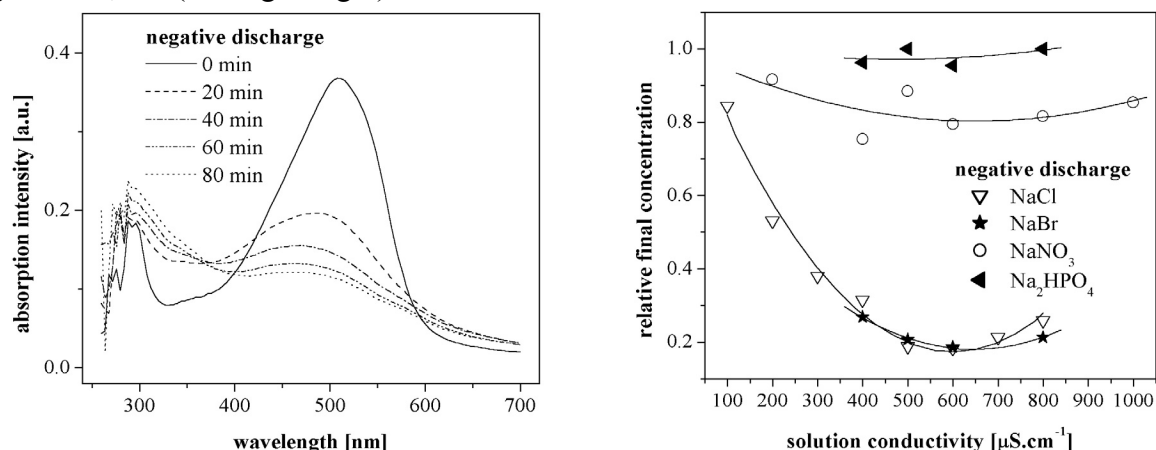 negative discharge
0 min
20 min
40 min
60 min
80 min
0.4
0.2
0.0
absorption intensity [a.u.]
300 400 500 600 700
wavelength [nm]
1.0
0.8
0.6
0.4
0.2
relative final concentration
negative discharge
NaCl
NaBr
NaNO₃
Na₂HPO₄
100 200 300 400 500 600 700 800 900 1000
solution conductivity [µS.cm⁻¹]